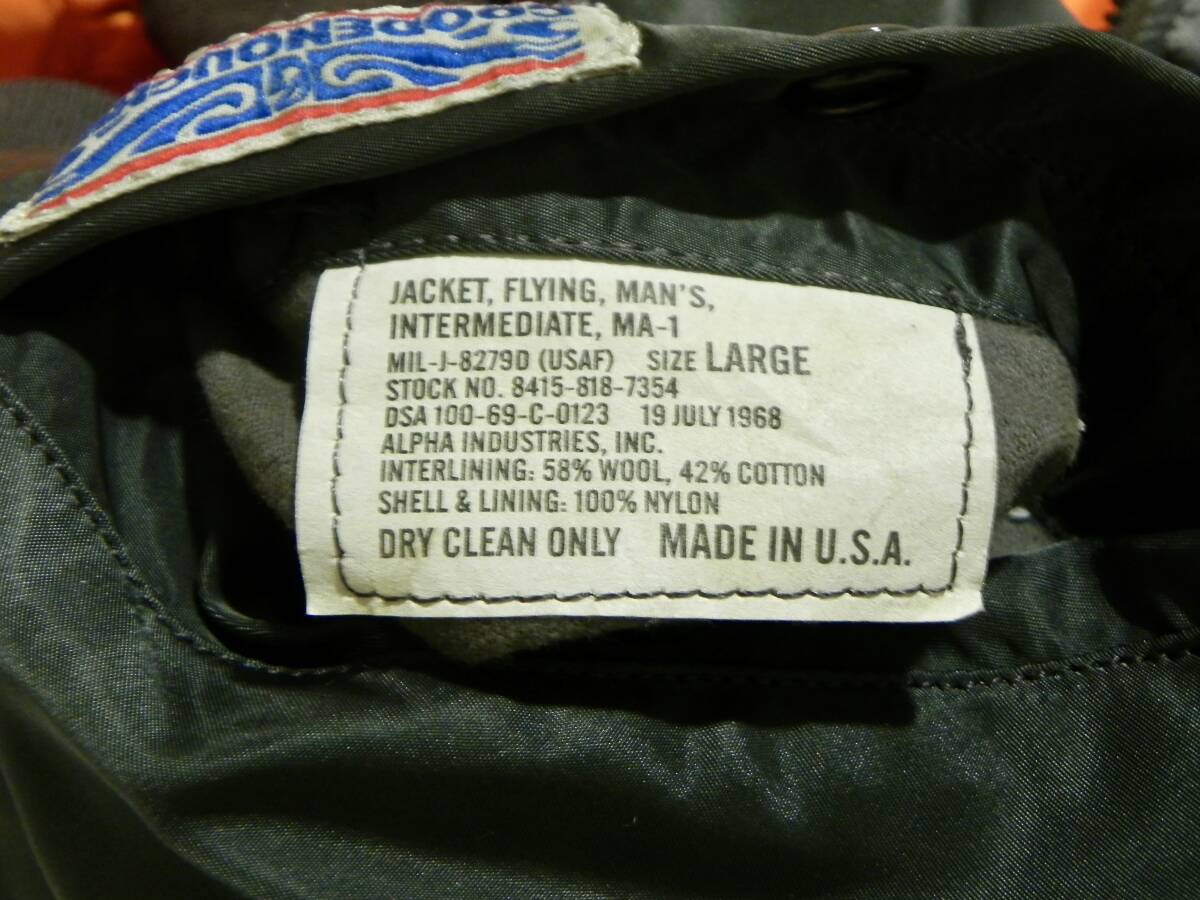 JACKET, FLYING, MAN'S,
INTERMEDIATE, MA-1
MIL-J-8279D (USAF) SIZE LARGE
STOCK NO. 8415-818-7354
DSA 100-69-C-0123 19 JULY 1968
ALPHA INDUSTRIES, INC.
INTERLINING: 58% WOOL, 42% COTTON
SHELL & LINING: 100% NYLON
DRY CLEAN ONLY MADE IN U.S.A.